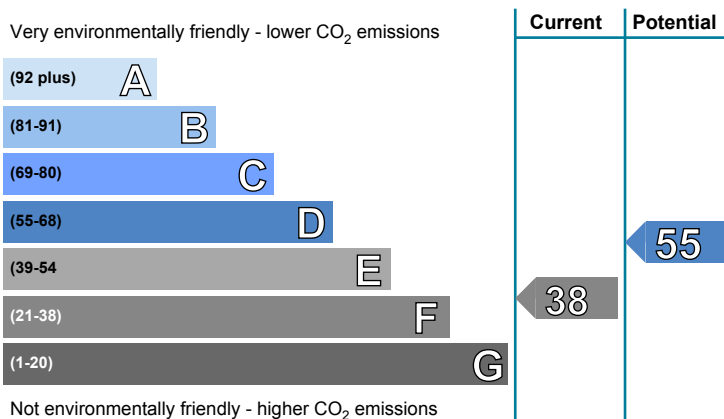 Current Potential
Very environmentally friendly - lower CO₂ emissions
(92 plus) A
(81-91) B
(69-80) C
(55-68) D
55
(39-54 E
38
(21-38) F
(1-20) G
Not environmentally friendly - higher CO₂ emissions